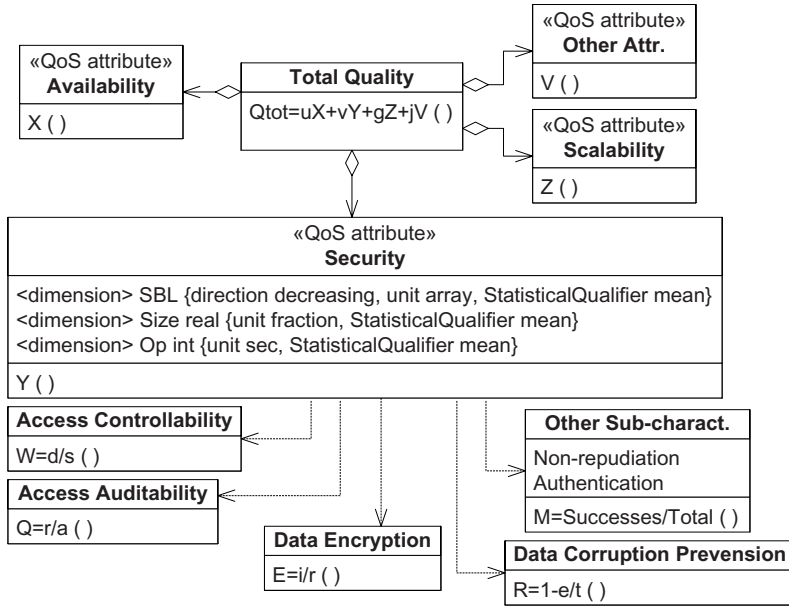 «QoS attribute»
Availability
X ( )
Total Quality
Qtot=uX+vY+gZ+jV ( )
«QoS attribute»
Other Attr.
V ( )
«QoS attribute»
Scalability
Z ( )
«QoS attribute»
Security
<dimension> SBL {direction decreasing, unit array, StatisticalQualifier mean}
<dimension> Size real {unit fraction, StatisticalQualifier mean}
<dimension> Op int {unit sec, StatisticalQualifier mean}
Y ( )
Access Controllability
W=d/s ( )
Access Auditability
Q=r/a ( )
Data Encryption
E=i/r ( )
Other Sub-charact.
Non-repudiation
Authentication
M=Successes/Total ( )
Data Corruption Prevension
R=1-e/t ( )